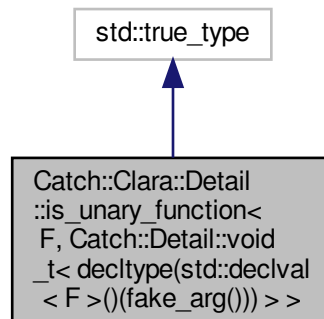 std::true_type
Catch::Clara::Detail
::is_unary_function<
F, Catch::Detail::void
_t< decltype(std::declval
< F >()(fake_arg())) > >